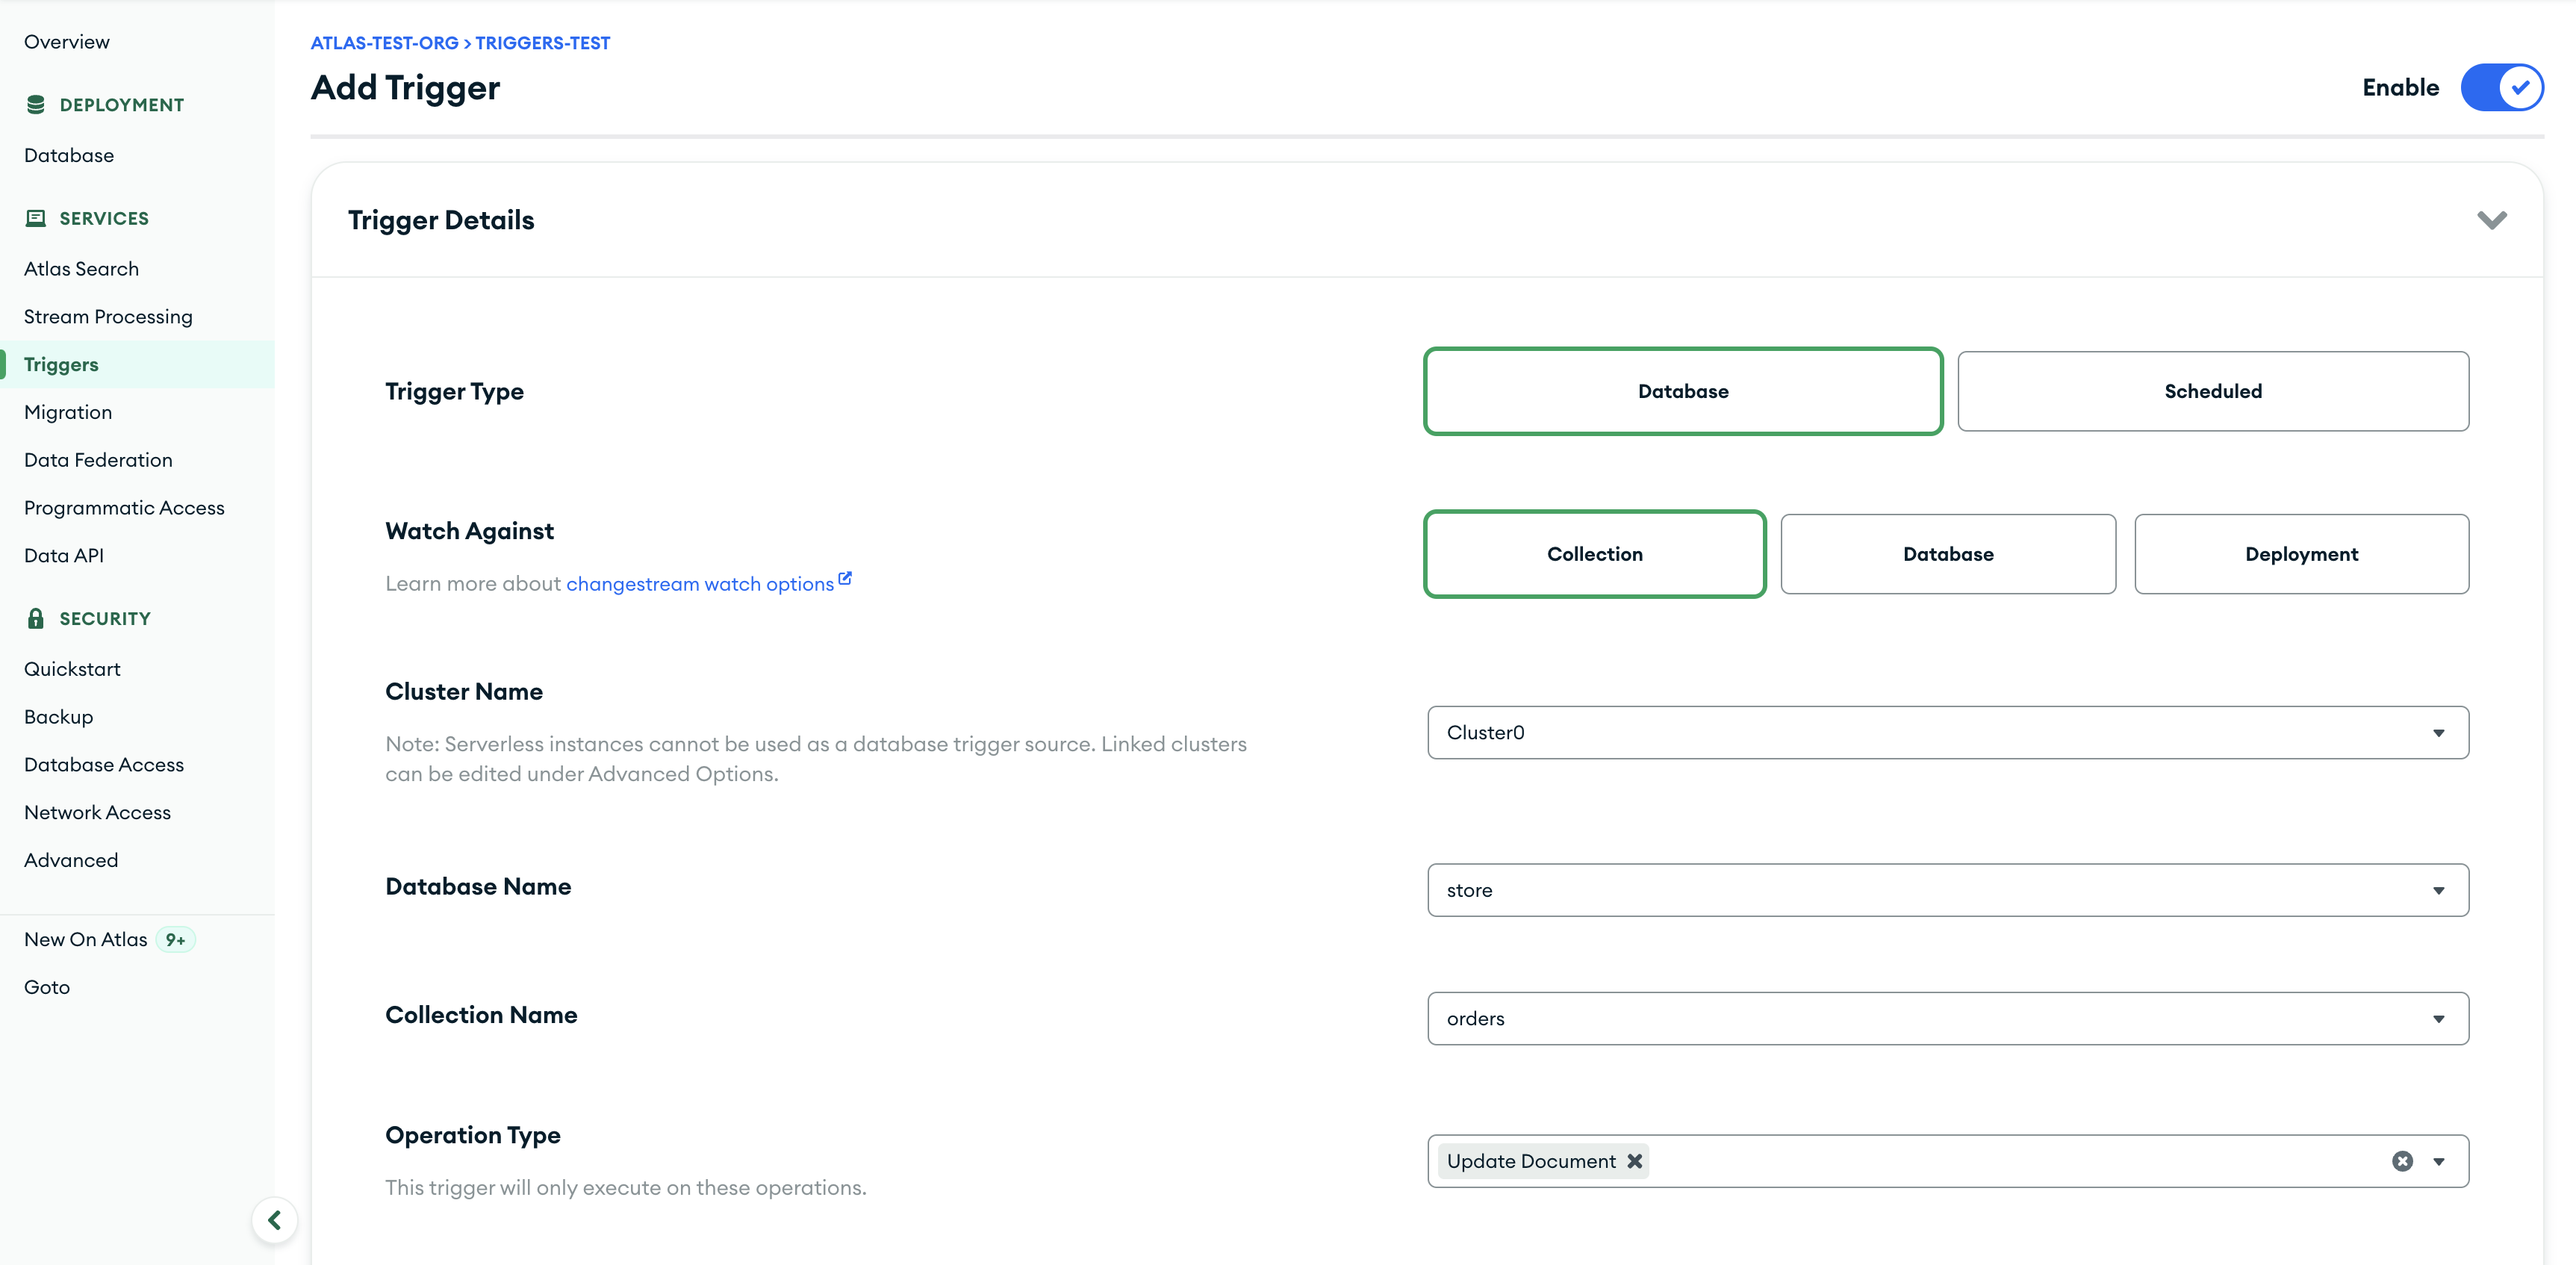 Overview
DEPLOYMENT
Database
SERVICES
Atlas Search
Stream Processing
Triggers
Migration
Data Federation
Programmatic Access
Data API
SECURITY
Quickstart
Backup
Database Access
Network Access
Advanced
New On Atlas 9+
Goto
ATLAS-TEST-ORG > TRIGGERS-TEST
Add Trigger
Enable
Trigger Details
Trigger Type
Database
Scheduled
Watch Against
Learn more about changestream watch options
Collection
Database
Deployment
Cluster Name
Note: Serverless instances cannot be used as a database trigger source. Linked clusters
can be edited under Advanced Options.
Cluster0
Database Name
store
Collection Name
orders
Operation Type
This trigger will only execute on these operations.
Update Document